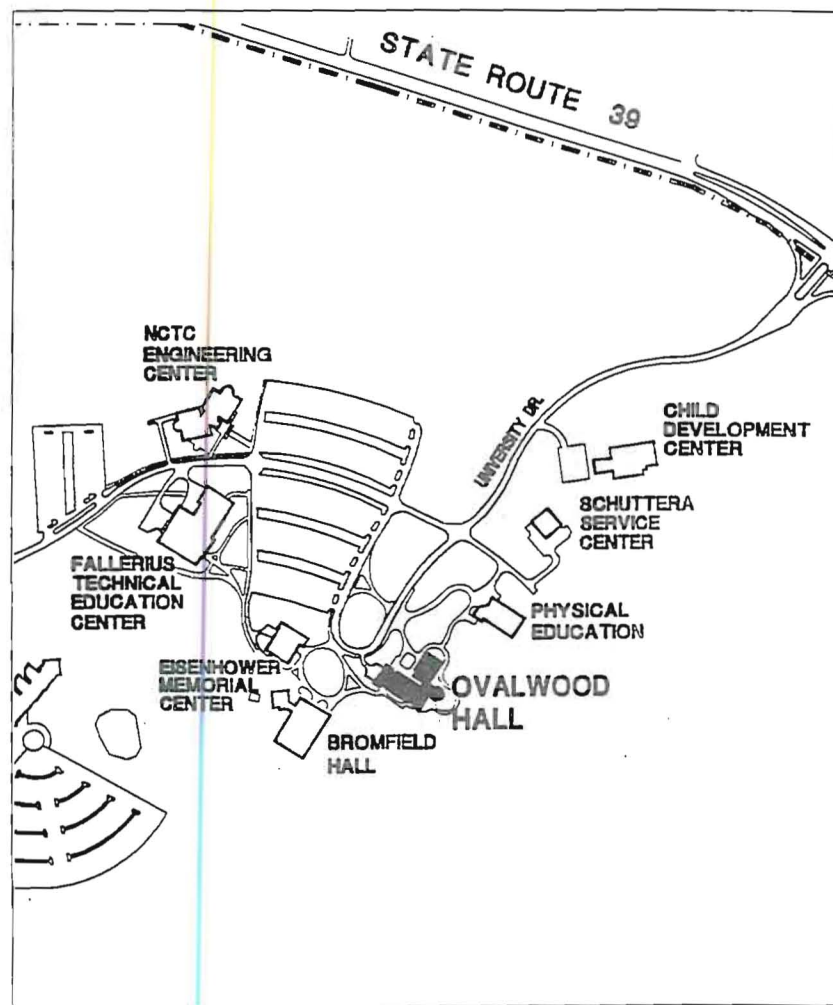 STATE ROUTE 39
NCTC
ENGINEERING
CENTER
UNIVERSITY DR.
CHILD
DEVELOPMENT
CENTER
SCHUTTERA
SERVICE
CENTER
FALLERIUS
TECHNICAL
EDUCATION
CENTER
PHYSICAL
EDUCATION
EISENHOWER
MEMORIAL
CENTER
OVALWOOD
HALL
BROMFIELD
HALL